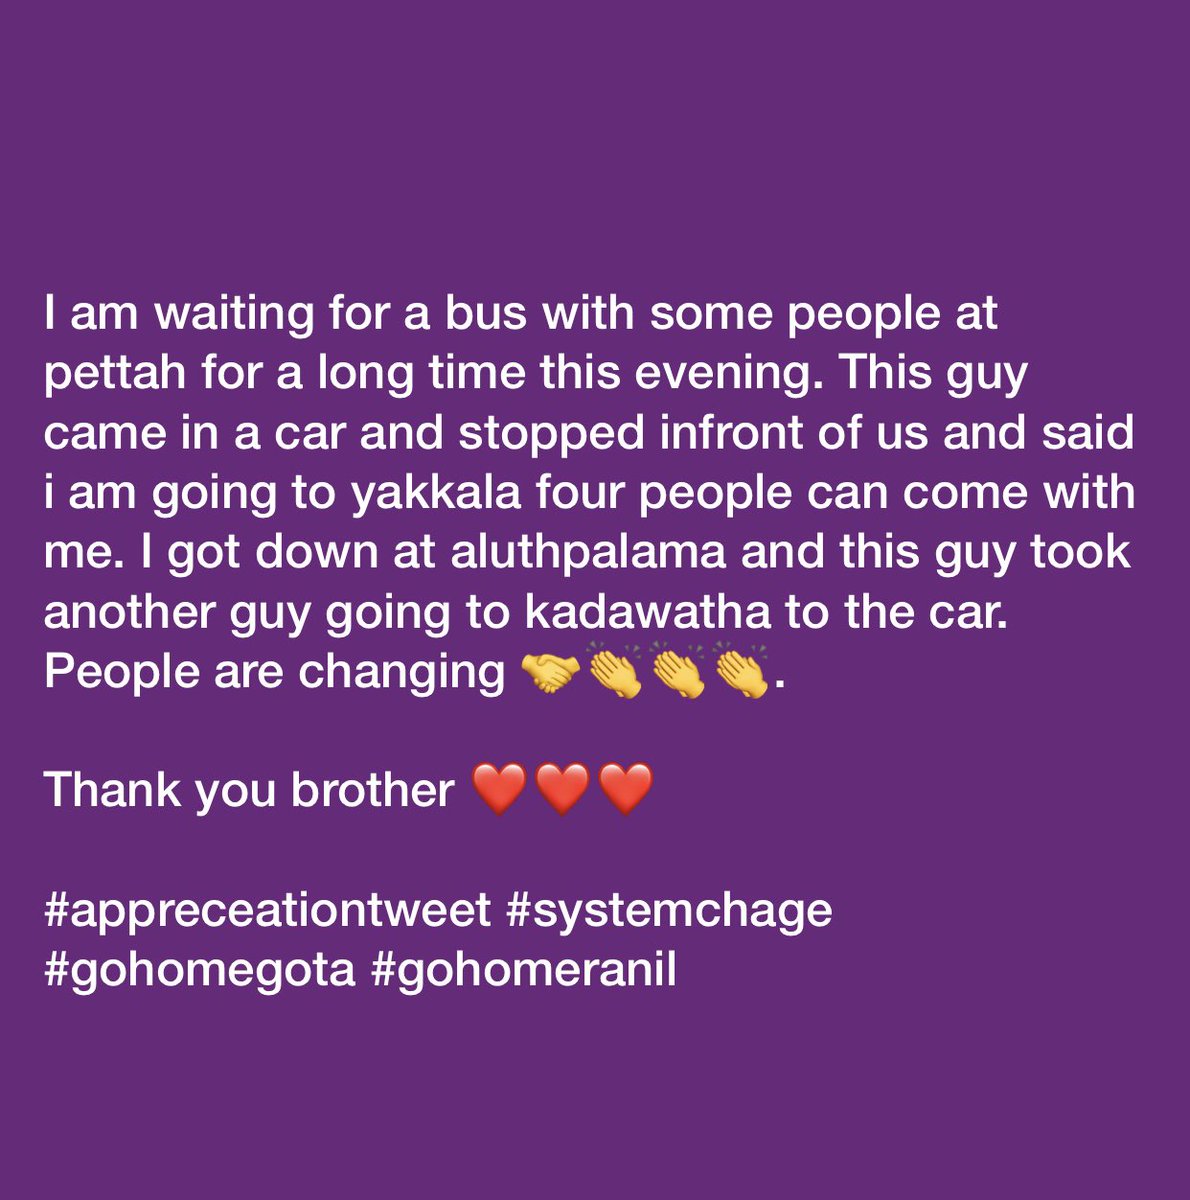 I am waiting for a bus with some people at
pettah for a long time this evening. This guy
came in a car and stopped infront of us and said
i am going to yakkala four people can come with
me. I got down at aluthpalama and this guy took
another guy going to kadawatha to the car.
People are changing 🤝👏👏👏.
Thank you brother ❤️❤️❤️
#appreceationtweet #systemchage
#gohomegota #gohomeranil